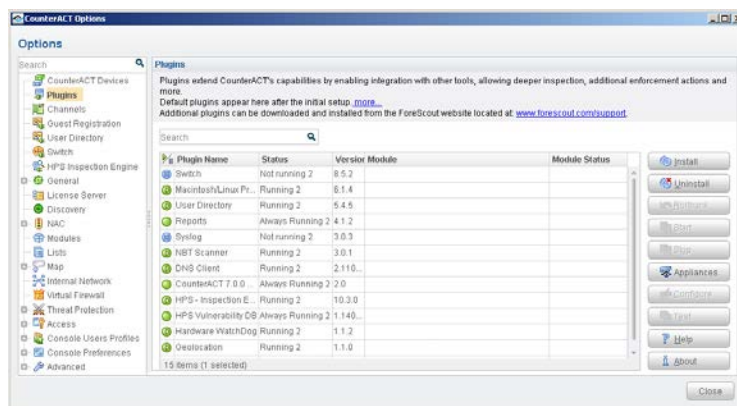 CounterACT Options
Options
Search
CounterACT Devices
Plugins
Channels
Guest Registration
User Directory
Switch
HPS Inspection Engine
General
License Server
Discovery
NAC
Modules
Lists
Map
Internal Network
Virtual Firewall
Threat Protection
Access
Console Users Profiles
Console Preferences
Advanced
Plugins
Plugins extend CounterACT's capabilities by enabling integration with other tools, allowing deeper inspection, additional enforcement actions and
more.
Default plugins appear here after the initial setup. more...
Additional plugins can be downloaded and installed from the ForeScout website located at: www.forescout.com/support.
Search
Plugin Name Status Version Module Module Status
Switch Not running 2 8.5.2
Macintosh/Linux Pr... Running 2 6.1.4
User Directory Running 2 5.4.5
Reports Always Running 2 4.1.2
Syslog Not running 2 3.0.3
NBT Scanner Running 2 3.0.1
DNS Client Running 2 2.110...
CounterACT 7.0.0 ... Always Running 2 2.0
HPS - Inspection E... Running 2 10.3.0
HPS Vulnerability DB Always Running 2 1.140...
Hardware WatchDog Running 2 1.1.2
Geolocation Running 2 1.1.0
15 items (1 selected)
Install
Uninstall
Rollback
Start
Stop
Appliances
Configure
Test
Help
About
Close